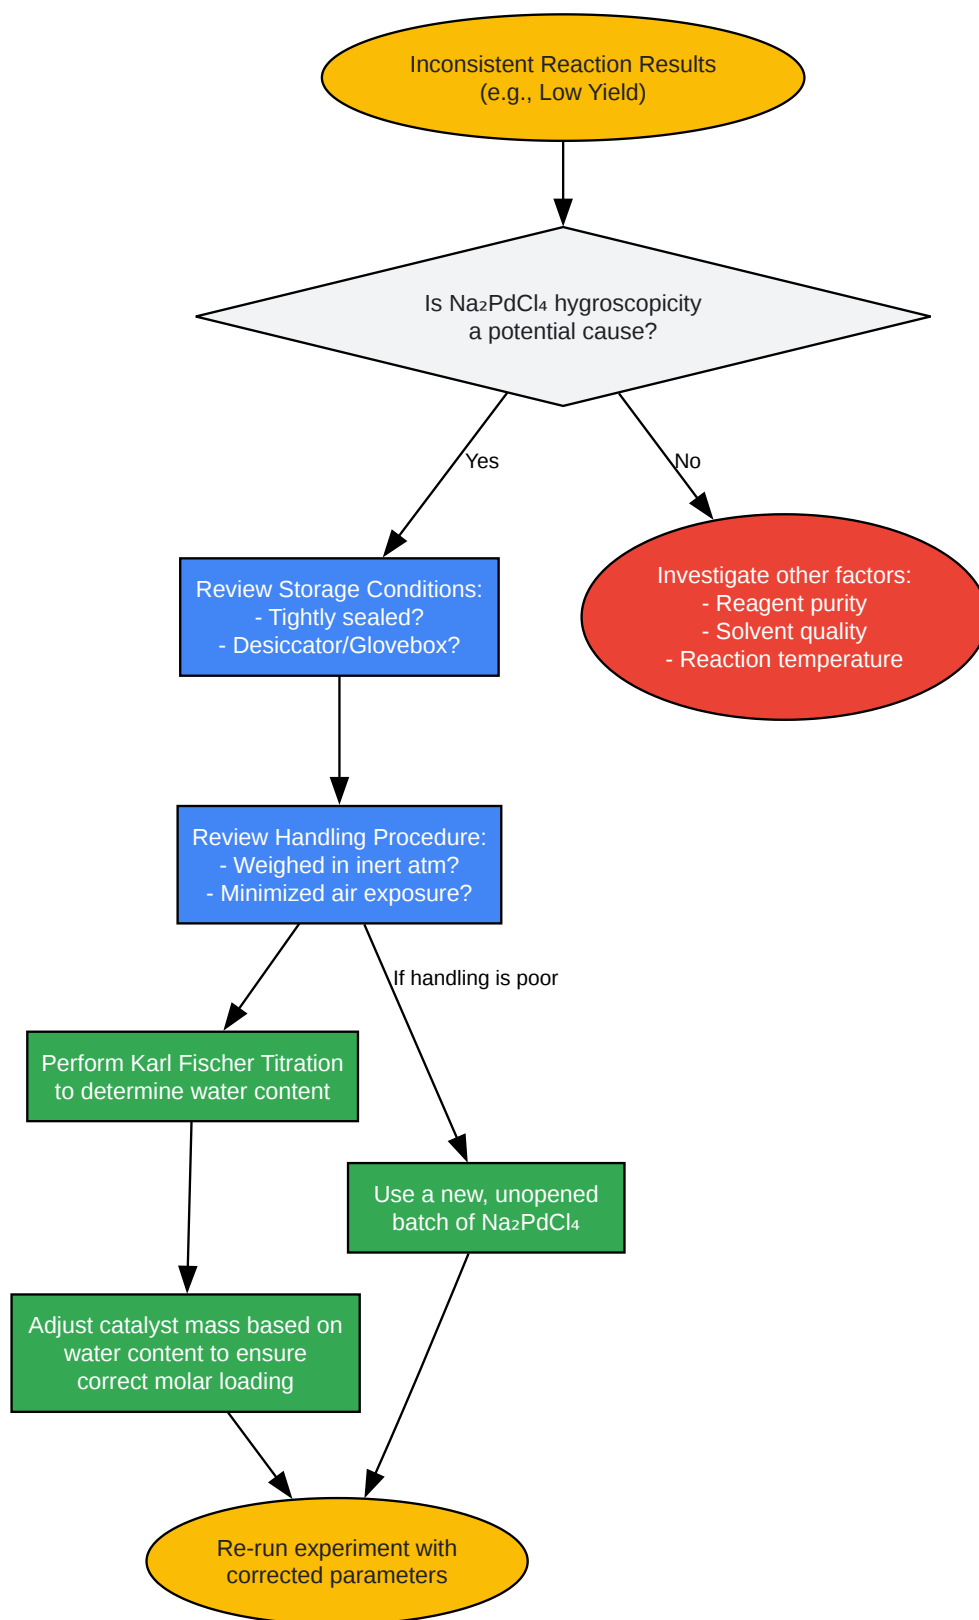 Inconsistent Reaction Results
(e.g., Low Yield)
Is Na₂PdCl₄ hygroscopicity
a potential cause?
Yes
No
Review Storage Conditions:
- Tightly sealed?
- Desiccator/Glovebox?
Investigate other factors:
- Reagent purity
- Solvent quality
- Reaction temperature
Review Handling Procedure:
- Weighed in inert atm?
- Minimized air exposure?
If handling is poor
Perform Karl Fischer Titration
to determine water content
Use a new, unopened
batch of Na₂PdCl₄
Adjust catalyst mass based on
water content to ensure
correct molar loading
Re-run experiment with
corrected parameters